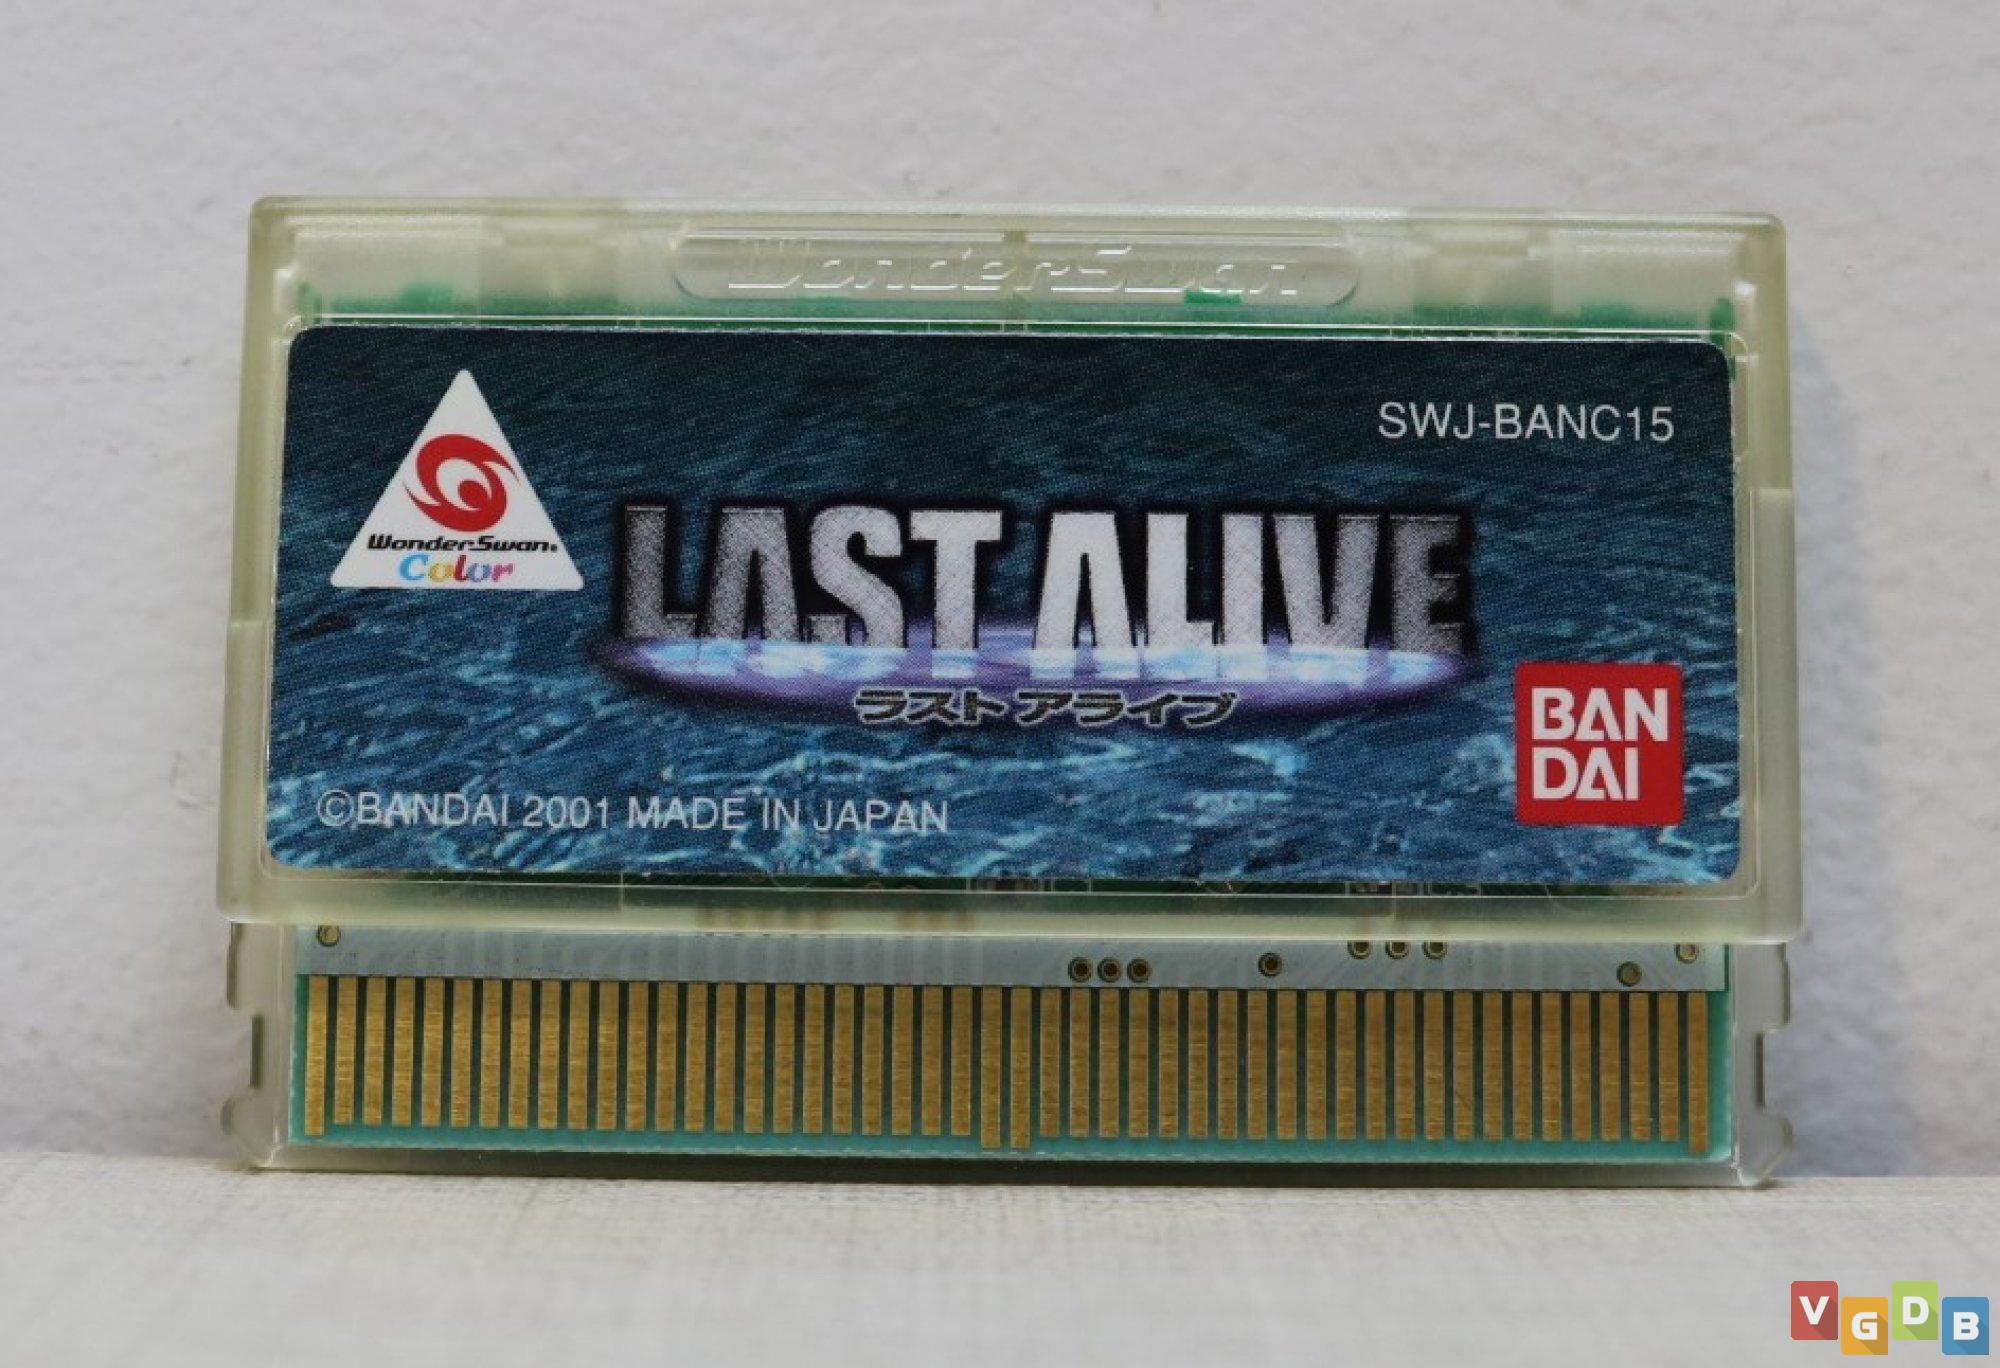 WonderSwan
SWJ-BANC15
WonderSwan
Color
LAST ALIVE
ラスト アライブ
BAN
DAI
©BANDAI 2001 MADE IN JAPAN
VGDB